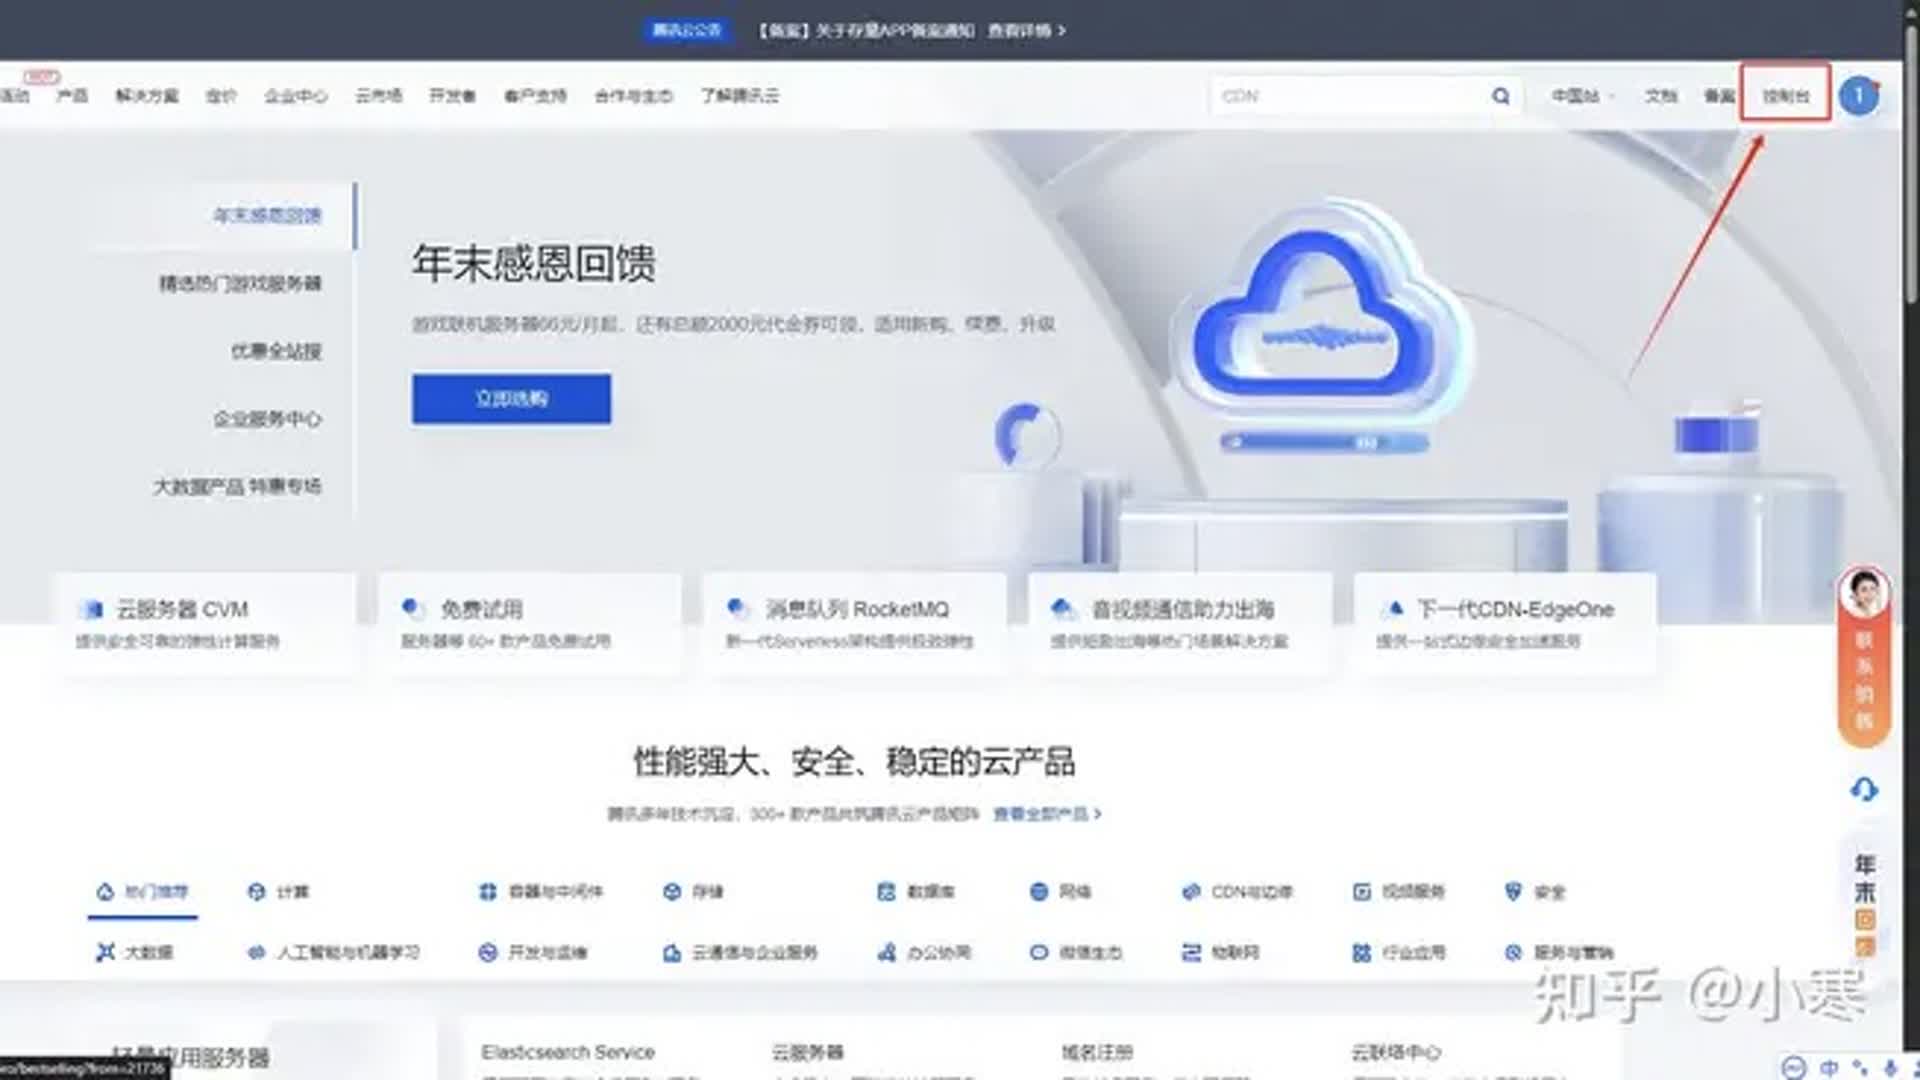 腾讯云公告 【备案】关于存量APP备案通知 查看详情 >
活动 产品 解决方案 定价 企业中心 云市场 开发者 客户支持 合作与生态 了解腾讯云 CDN 中国站 文档 备案 控制台 1
年末感恩回馈
精选热门游戏服务器
优惠全站搜
企业服务中心
大数据产品 特惠专场
年末感恩回馈
游戏联机服务器66元/月起，还有总额2000元代金券可领，适用新购、续费、升级
立即选购
云服务器 CVM
提供安全可靠的弹性计算服务
免费试用
服务器等 60+ 款产品免费试用
消息队列 RocketMQ
新一代Serverless架构提供极致弹性
音视频通信助力出海
提供短剧出海等热门场景解决方案
下一代CDN-EdgeOne
提供一站式边缘安全加速服务
联系销售
性能强大、安全、稳定的云产品
腾讯多年技术沉淀，300+ 款产品共筑腾讯云产品矩阵 查看全部产品 >
年末
热门推荐 计算 容器与中间件 存储 数据库 网络 CDN与边缘 视频服务 安全
大数据 人工智能与机器学习 开发与运维 云通信与企业服务 办公协同 微信生态 物联网 行业应用 服务与营销
知乎 @小寒
轻量应用服务器
Elasticsearch Service
云服务器
域名注册
云联络中心
中